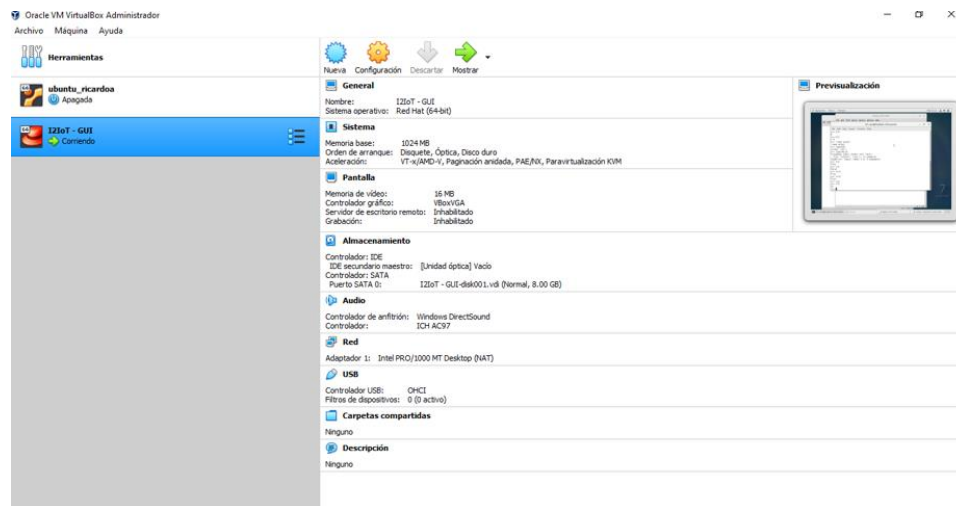 Oracle VM VirtualBox Administrador
Archivo Máquina Ayuda
Herramientas
ubuntu_ricardoa
Apagada
I2IoT - GUI
Corriendo
Nueva Configuración Descartar Mostrar
General
Nombre: I2IoT - GUI
Sistema operativo: Red Hat (64-bit)
Sistema
Memoria base: 1024 MB
Orden de arranque: Disquete, Óptica, Disco duro
Aceleración: VT-x/AMD-V, Paginación anidada, PAE/NX, Paravirtualización KVM
Pantalla
Memoria de vídeo: 16 MB
Controlador gráfico: VBoxVGA
Servidor de escritorio remoto: Inhabilitado
Grabación: Inhabilitado
Almacenamiento
Controlador: IDE
IDE secundario maestro: [Unidad óptica] Vacío
Controlador: SATA
Puerto SATA 0: I2IoT - GUI-disk001.vdi (Normal, 8.00 GB)
Audio
Controlador de anfitrión: Windows DirectSound
Controlador: ICH AC97
Red
Adaptador 1: Intel PRO/1000 MT Desktop (NAT)
USB
Controlador USB: OHCI
Filtros de dispositivos: 0 (0 activo)
Carpetas compartidas
Ninguno
Descripción
Ninguno
Previsualización